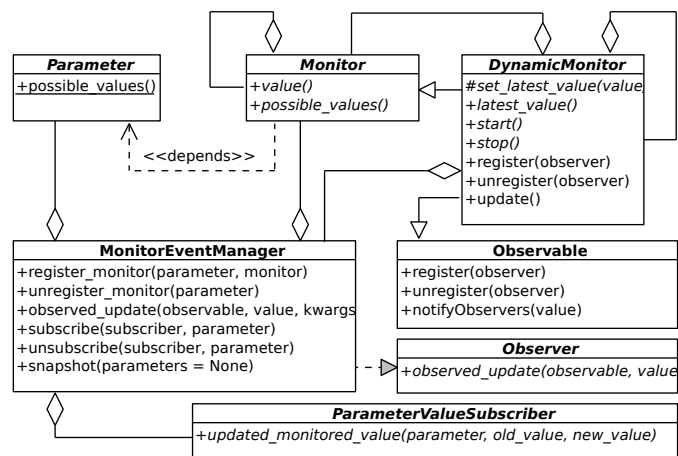 Parameter
+possible_values()
Monitor
+value()
+possible_values()
DynamicMonitor
#set_latest_value(value
+latest_value()
+start()
+stop()
+register(observer)
+unregister(observer)
+update()
<<depends>>
MonitorEventManager
+register_monitor(parameter, monitor)
+unregister_monitor(parameter)
+observed_update(observable, value, kwargs
+subscribe(subscriber, parameter)
+unsubscribe(subscriber, parameter)
+snapshot(parameters = None)
Observable
+register(observer)
+unregister(observer)
+notifyObservers(value)
Observer
+observed_update(observable, value
ParameterValueSubscriber
+updated_monitored_value(parameter, old_value, new_value)